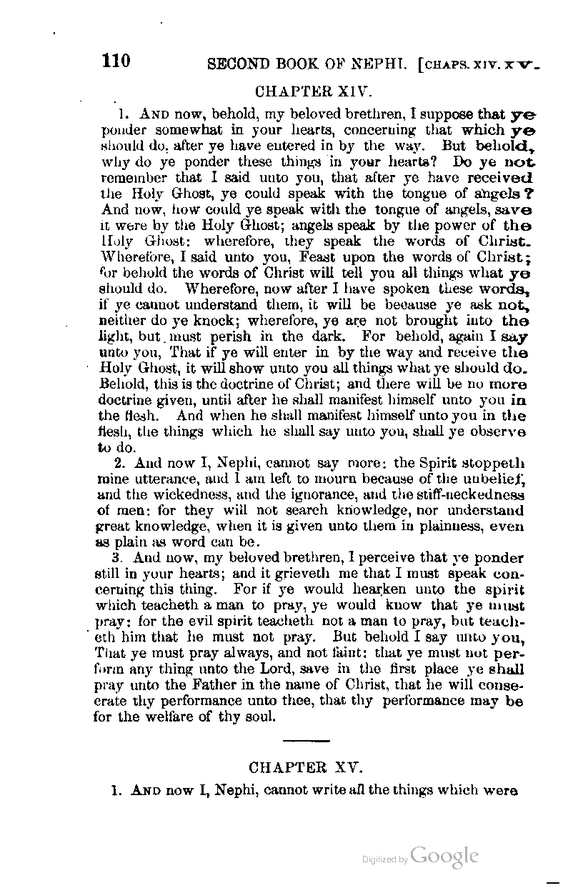 110 SECOND BOOK OF NEPHI. [CHAPS. XIV. XV.
CHAPTER XIV.
1. AND now, behold, my beloved brethren, I suppose that ye
ponder somewhat in your hearts, concerning that which ye
should do, after ye have entered in by the way. But behold,
why do ye ponder these things in your hearts? Do ye not
remember that I said unto you, that after ye have received
the Holy Ghost, ye could speak with the tongue of angels?
And now, how could ye speak with the tongue of angels, save
it were by the Holy Ghost; angels speak by the power of the
Holy Ghost: wherefore, they speak the words of Christ.
Wherefore, I said unto you, Feast upon the words of Christ;
for behold the words of Christ will tell you all things what ye
should do. Wherefore, now after I have spoken these words,
if ye cannot understand them, it will be because ye ask not,
neither do ye knock; wherefore, ye are not brought into the
light, but must perish in the dark. For behold, again I say
unto you, That if ye will enter in by the way and receive the
Holy Ghost, it will show unto you all things what ye should do.
Behold, this is the doctrine of Christ; and there will be no more
doctrine given, until after he shall manifest himself unto you in
the flesh. And when he shall manifest himself unto you in the
flesh, the things which he shall say unto you, shall ye observe
to do.
2. And now I, Nephi, cannot say more: the Spirit stoppeth
mine utterance, and I am left to mourn because of the unbelief,
and the wickedness, and the ignorance, and the stiff-neckedness
of men: for they will not search knowledge, nor understand
great knowledge, when it is given unto them in plainness, even
as plain as word can be.
3. And now, my beloved brethren, I perceive that ye ponder
still in your hearts; and it grieveth me that I must speak con-
cerning this thing. For if ye would hearken unto the spirit
which teacheth a man to pray, ye would know that ye must
pray: for the evil spirit teacheth not a man to pray, but teach-
eth him that he must not pray. But behold I say unto you,
That ye must pray always, and not faint: that ye must not per-
form any thing unto the Lord, save in the first place ye shall
pray unto the Father in the name of Christ, that he will conse-
crate thy performance unto thee, that thy performance may be
for the welfare of thy soul.
CHAPTER XV.
1. AND now I, Nephi, cannot write all the things which were
Digitized by Google